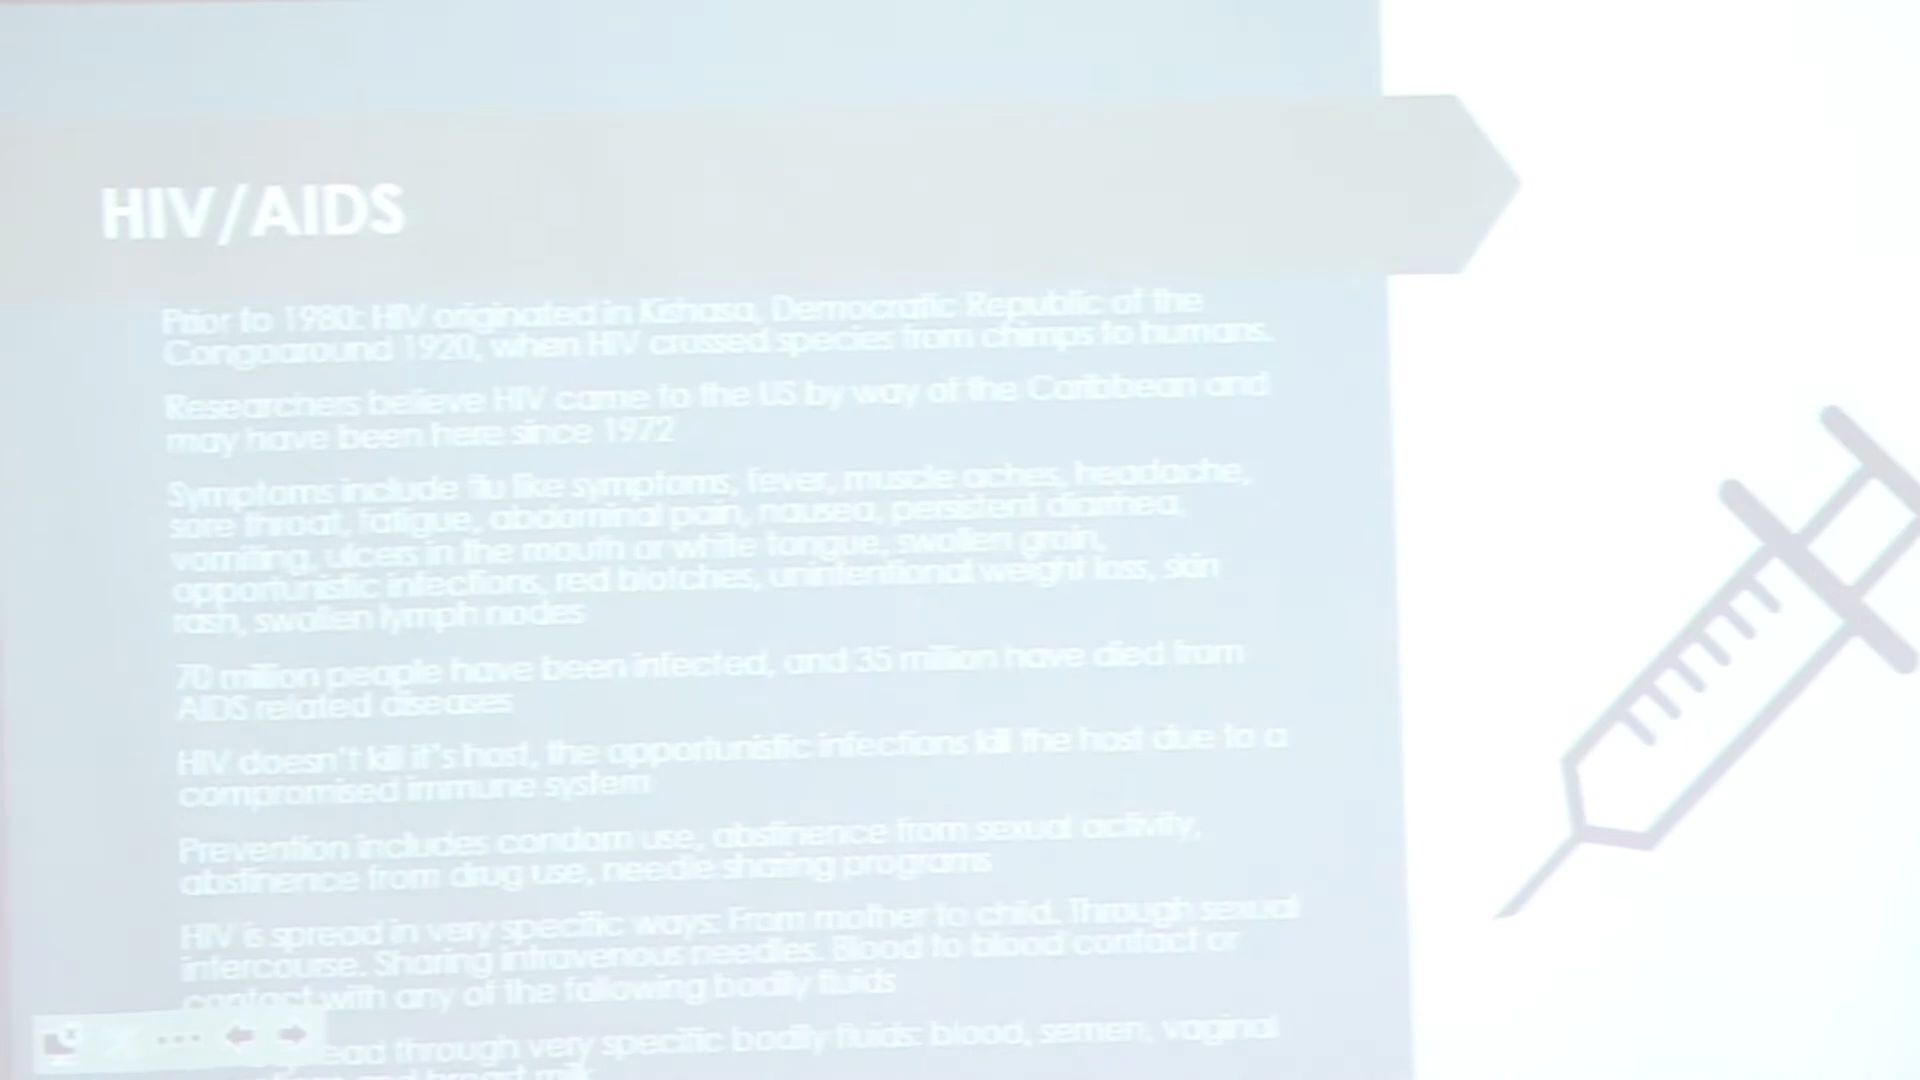 HIV/AIDS
Prior to 1980: HIV originated in Kishasa, Democratic Republic of the
Congoaround 1920, when HIV crossed species from chimps to humans.
Researchers believe HIV came to the US by way of the Caribbean and
may have been here since 1972
Symptoms include flu like symptoms, fever, muscle aches, headache,
sore throat, fatigue, abdominal pain, nausea, persistent diarrhea,
vomiting, ulcers in the mouth or white tongue, swollen groin,
opportunistic infections, red blotches, unintentional weight loss, skin
rash, swollen lymph nodes
70 million people have been infected, and 35 million have died from
AIDS related diseases
HIV doesn't kill it's host, the opportunistic infections kill the host due to a
compromised immune system
Prevention includes condom use, abstinence from sexual activity,
abstinence from drug use, needle sharing programs
HIV is spread in very specific ways: From mother to child. Through sexual
intercourse. Sharing intravenous needles. Blood to blood contact or
contact with any of the following bodily fluids
ead through very specific bodily fluids: blood, semen, vaginal
and breast milk